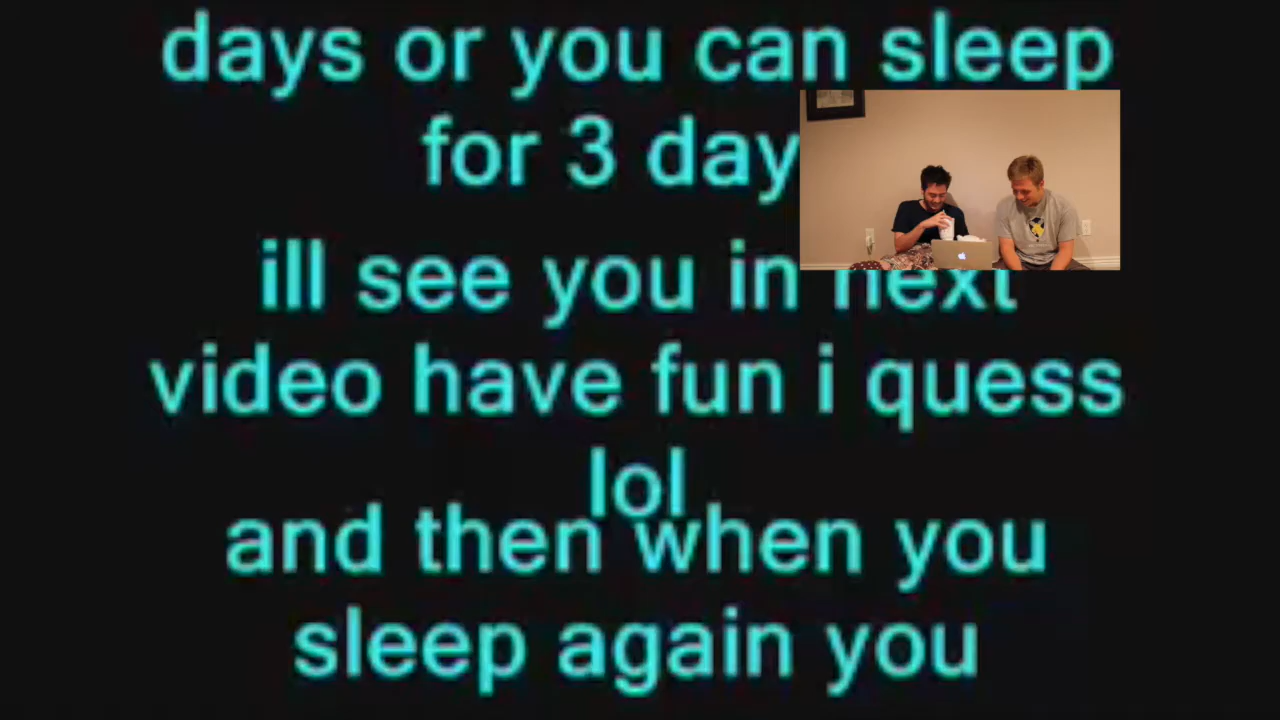 days or you can sleep
for 3 day
ill see you in next
video have fun i quess
lol
and then when you
sleep again you